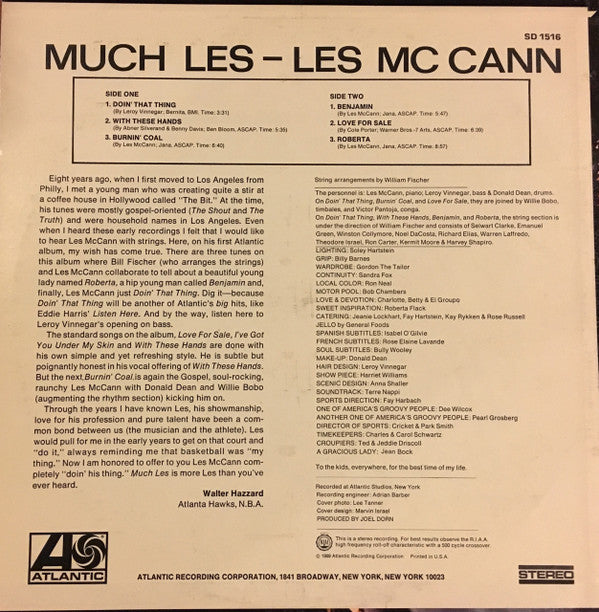 SD 1516
MUCH LES – LES MC CANN
SIDE ONE
1. DOIN' THAT THING
(By Leroy Vinnegar; Bernita, BMI. Time: 3:31)
2. WITH THESE HANDS
(By Abner Silverand & Benny Davis; Ben Bloom, ASCAP. Time: 5:35)
3. BURNIN' COAL
(By Les McCann; Jana, ASCAP. Time: 6:40)
SIDE TWO
1. BENJAMIN
(By Les McCann; Jana, ASCAP. Time: 5:47)
2. LOVE FOR SALE
(By Cole Porter; Warner Bros.-7 Arts, ASCAP. Time: 6:39)
3. ROBERTA
(By Les McCann, Jana, ASCAP. Time: 8:57)
Eight years ago, when I first moved to Los Angeles from
Philly, I met a young man who was creating quite a stir at
a coffee house in Hollywood called "The Bit." At the time,
his tunes were mostly gospel-oriented (The Shout and The
Truth) and were household names in Los Angeles. Even
when I heard these early recordings I felt that I would like
to hear Les McCann with strings. Here, on his first Atlantic
album, my wish has come true. There are three tunes on
this album where Bill Fischer (who arranges the strings)
and Les McCann collaborate to tell about a beautiful young
lady named Roberta, a hip young man called Benjamin and,
finally, Les McCann just Doin' That Thing. Dig it—because
Doin' That Thing will be another of Atlantic's big hits, like
Eddie Harris' Listen Here. And by the way, listen here to
Leroy Vinnegar's opening on bass.
The standard songs on the album, Love For Sale, I've Got
You Under My Skin and With These Hands are done with
his own simple and yet refreshing style. He is subtle but
poignantly honest in his vocal offering of With These Hands.
But the next, Burnin' Coal, is again the Gospel, soul-rocking,
raunchy Les McCann with Donald Dean and Willie Bobo
(augmenting the rhythm section) kicking him on.
Through the years I have known Les, his showmanship,
love for his profession and pure talent have been a com-
mon bond between us (the musician and the athlete). Les
would pull for me in the early years to get on that court and
"do it," always reminding me that basketball was "my
thing." Now I am honored to offer to you Les McCann com-
pletely "doin' his thing." Much Les is more Les than you've
ever heard.
Walter Hazzard
Atlanta Hawks, N.B.A.
String arrangements by William Fischer
The personnel is: Les McCann, piano; Leroy Vinnegar, bass & Donald Dean, drums.
On Doin' That Thing, Burnin' Coal, and Love For Sale, they are joined by Willie Bobo,
timbales, and Victor Pantoja, conga.
On Doin' That Thing, With These Hands, Benjamin, and Roberta, the string section is
under the direction of William Fischer and consists of Selwart Clarke, Emanuel
Green, Winston Collymore, Noel DaCosta, Richard Elias, Warren Laffredo,
Theodore Israel, Ron Carter, Kermit Moore & Harvey Shapiro.
LIGHTING: Soley Hartstein
GRIP: Billy Barnes
WARDROBE: Gordon The Tailor
CONTINUITY: Sandra Fox
LOCAL COLOR: Ron Neal
MOTOR POOL: Bob Chambers
LOVE & DEVOTION: Charlotte, Betty & El Groupo
SWEET INSPIRATION: Roberta Flack
CATERING: Jeanie Lockhart, Fay Hartstein, Kay Rykken & Rose Russell
JELLO by General Foods
SPANISH SUBTITLES: Isabel O'Gilvie
FRENCH SUBTITLES: Rose Elaine Lavande
SOUL SUBTITLES: Bully Wooley
MAKE-UP: Donald Dean
HAIR DESIGN: Leroy Vinnegar
SHOW PIECE: Harriet Williams
SCENIC DESIGN: Anna Shaller
SOUNDTRACK: Terre Nappi
SPORTS DIRECTION: Fay Harbach
ONE OF AMERICA'S GROOVY PEOPLE: Dee Wilcox
ANOTHER ONE OF AMERICA'S GROOVY PEOPLE: Pearl Grosberg
DIRECTOR OF SPORTS: Cricket & Park Smith
TIMEKEEPERS: Charles & Carol Schwartz
CROUPIERS: Ted & Jeddie Driscoll
A GRACIOUS LADY: Jean Bock
To the kids, everywhere, for the best time of my life.
Recorded at Atlantic Studios, New York
Recording engineer: Adrian Barber
Cover photo: Lee Tanner
Cover design: Marvin Israel
PRODUCED BY JOEL DORN
This is a stereo recording. For best results observe the R.I.A.A.
high frequency roll-off characteristic with a 500 cycle crossover.
© 1969 Atlantic Recording Corporation Printed in U.S.A.
ATLANTIC
ATLANTIC RECORDING CORPORATION, 1841 BROADWAY, NEW YORK, NEW YORK 10023
STEREO